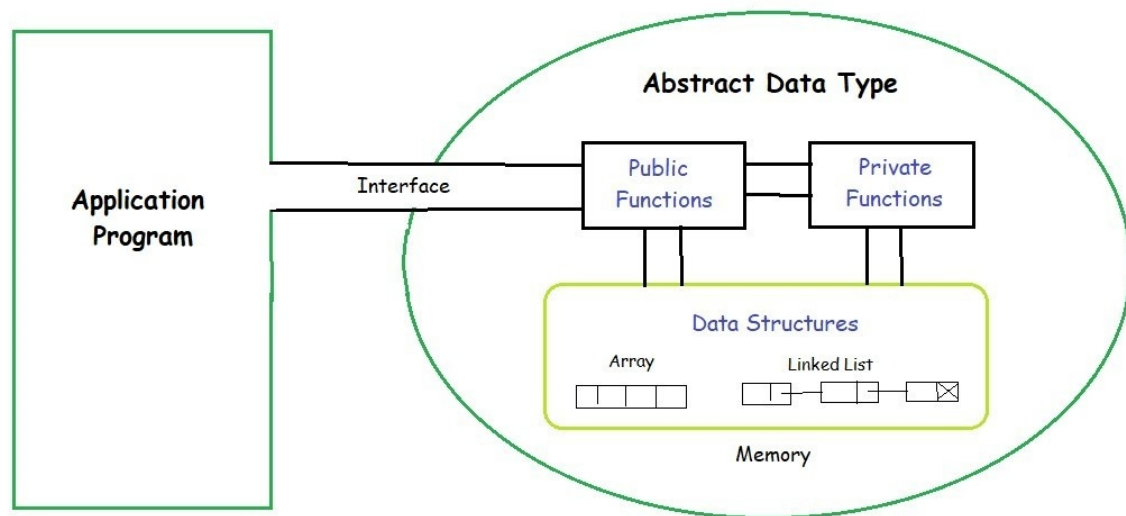 Abstract Data Type
Application
Program
Interface
Public
Functions
Private
Functions
Data Structures
Array
Linked List
Memory